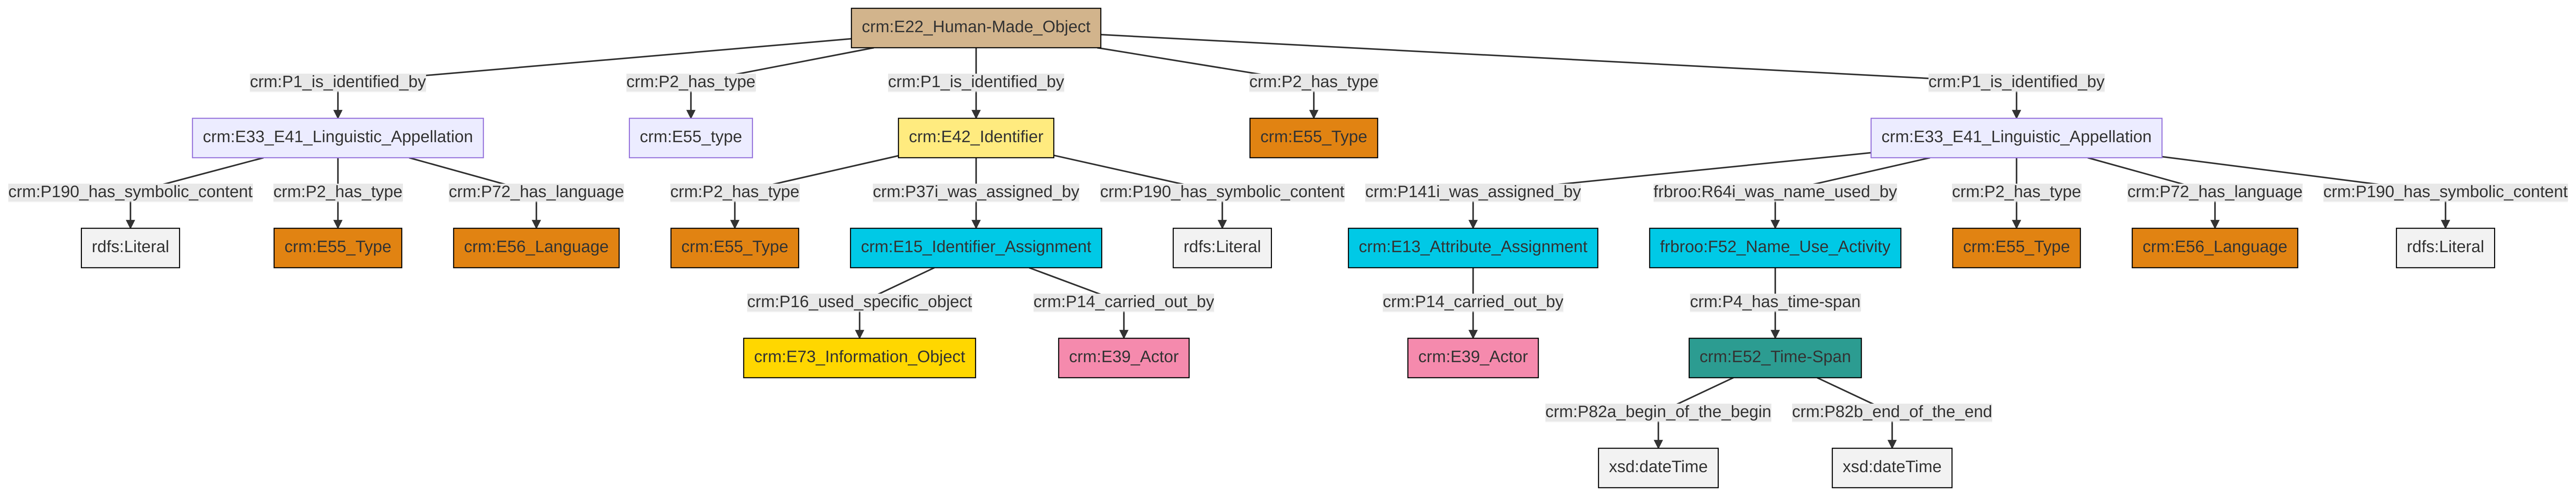 crm:E22_Human-Made_Object
crm:P1_is_identified_by
crm:P2_has_type
crm:P1_is_identified_by
crm:P2_has_type
crm:P1_is_identified_by
crm:E33_E41_Linguistic_Appellation
crm:E55_type
crm:E42_Identifier
crm:E55_Type
crm:E33_E41_Linguistic_Appellation
crm:P190_has_symbolic_content
crm:P2_has_type
crm:P72_has_language
crm:P2_has_type
crm:P37i_was_assigned_by
crm:P190_has_symbolic_content
crm:P141i_was_assigned_by
frbroo:R64i_was_name_used_by
crm:P2_has_type
crm:P72_has_language
crm:P190_has_symbolic_content
rdfs:Literal
crm:E55_Type
crm:E56_Language
crm:E55_Type
crm:E15_Identifier_Assignment
rdfs:Literal
crm:E13_Attribute_Assignment
frbroo:F52_Name_Use_Activity
crm:E55_Type
crm:E56_Language
rdfs:Literal
crm:P16_used_specific_object
crm:P14_carried_out_by
crm:P14_carried_out_by
crm:P4_has_time-span
crm:E73_Information_Object
crm:E39_Actor
crm:E39_Actor
crm:E52_Time-Span
crm:P82a_begin_of_the_begin
crm:P82b_end_of_the_end
xsd:dateTime
xsd:dateTime